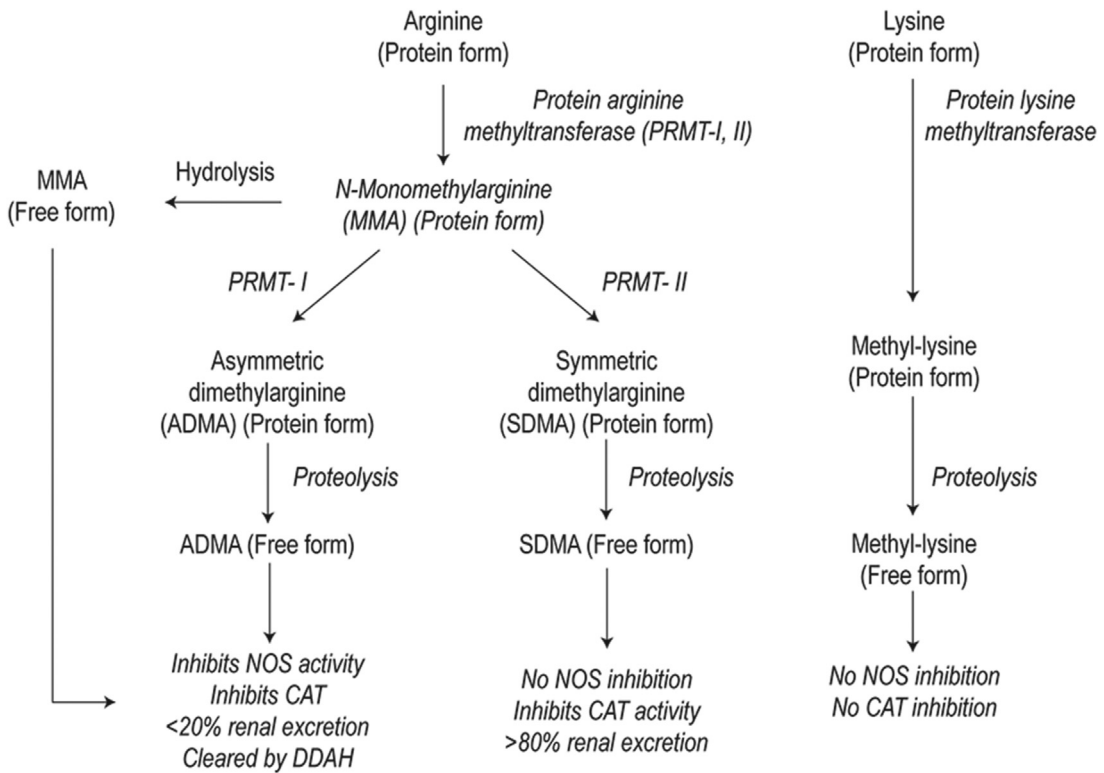 Arginine
(Protein form)
Lysine
(Protein form)
Protein arginine
methyltransferase (PRMT-I, II)
Protein lysine
methyltransferase
MMA
(Free form)
Hydrolysis
N-Monomethylarginine
(MMA) (Protein form)
PRMT- I
PRMT- II
Asymmetric
dimethylarginine
(ADMA) (Protein form)
Symmetric
dimethylarginine
(SDMA) (Protein form)
Methyl-lysine
(Protein form)
Proteolysis
Proteolysis
Proteolysis
ADMA (Free form)
SDMA (Free form)
Methyl-lysine
(Free form)
Inhibits NOS activity
Inhibits CAT
<20% renal excretion
Cleared by DDAH
No NOS inhibition
Inhibits CAT activity
>80% renal excretion
No NOS inhibition
No CAT inhibition